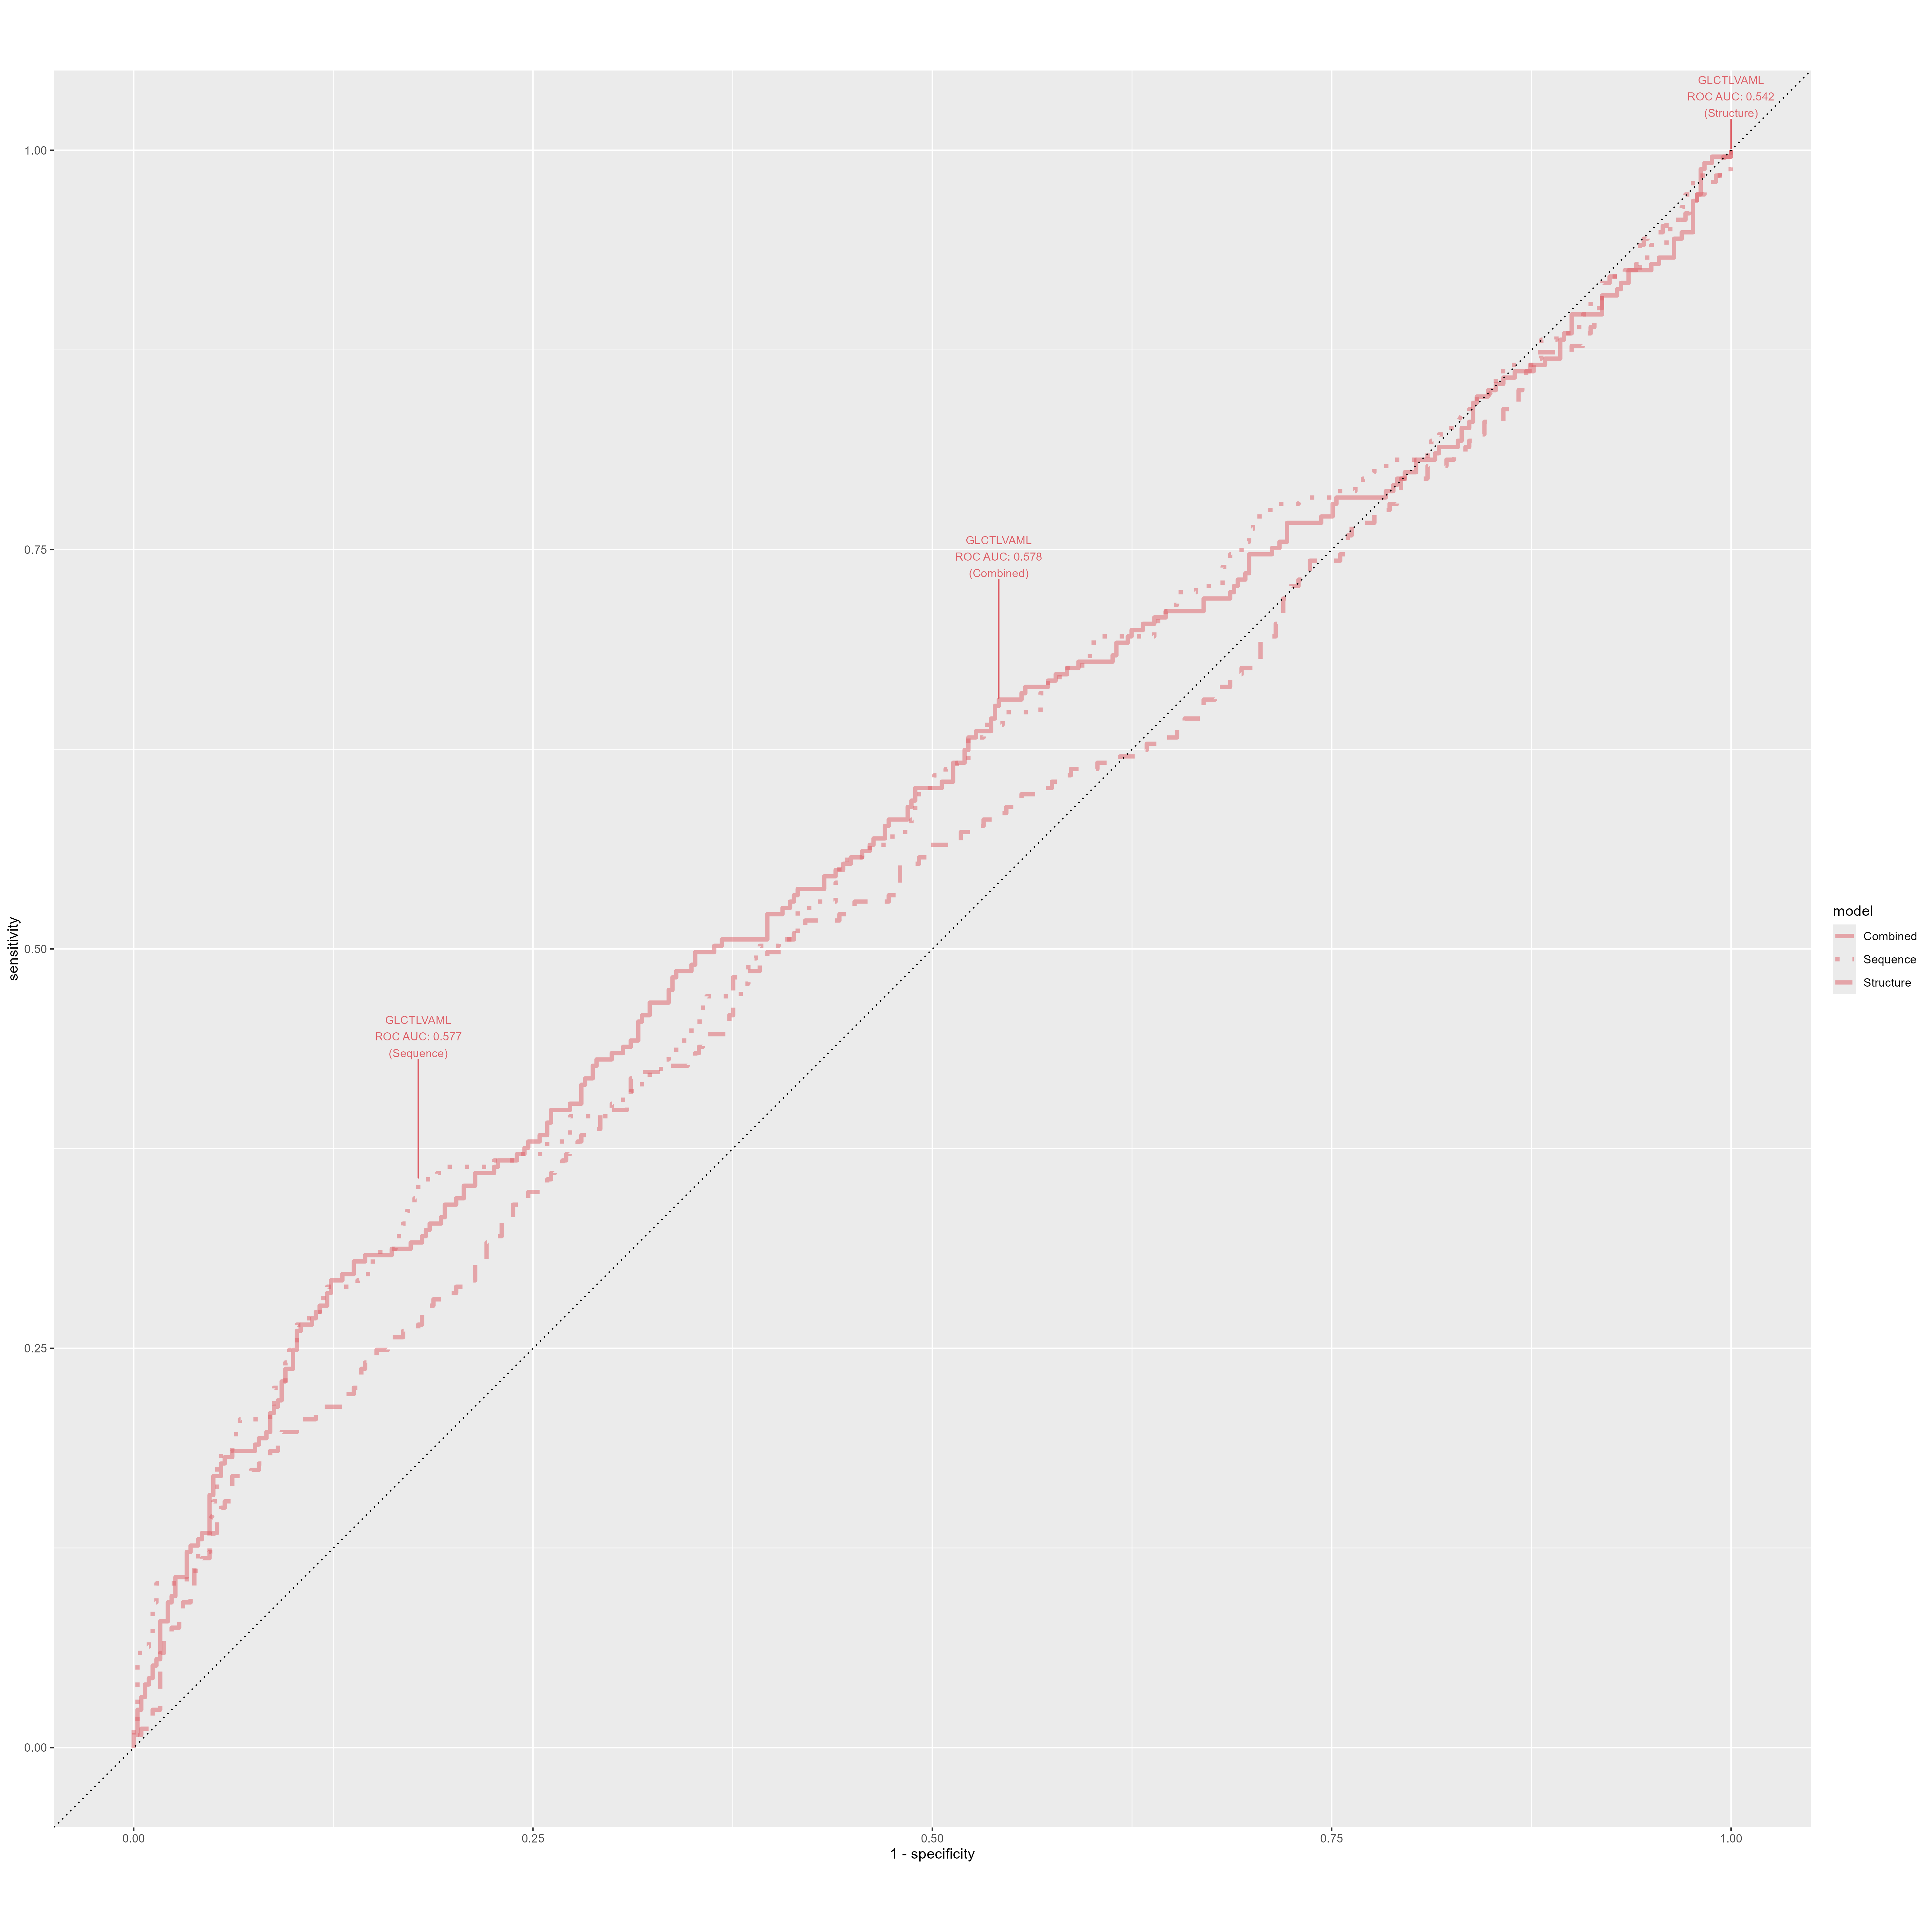 GLCTLVAML
ROC AUC: 0.542
(Structure)
1.00
GLCTLVAML
ROC AUC: 0.578
(Combined)
0.75
sensitivity
0.50
GLCTLVAML
ROC AUC: 0.577
(Sequence)
0.25
0.00
0.00
0.25
0.50
0.75
1.00
1 - specificity
model
Combined
Sequence
Structure